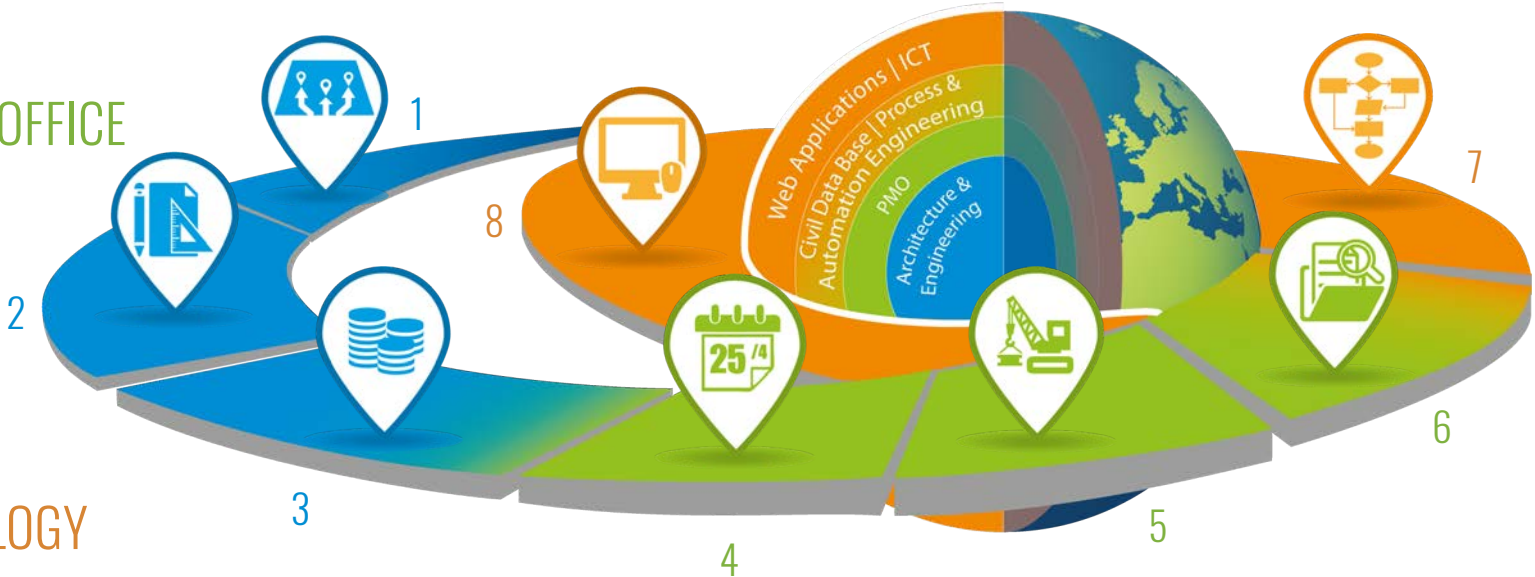 OFFICE
1
2
3
4
5
6
7
8
25 /4
Web Applications | ICT
Civil Data Base | Process &
Automation Engineering
PMO
Architecture &
Engineering
LOGY